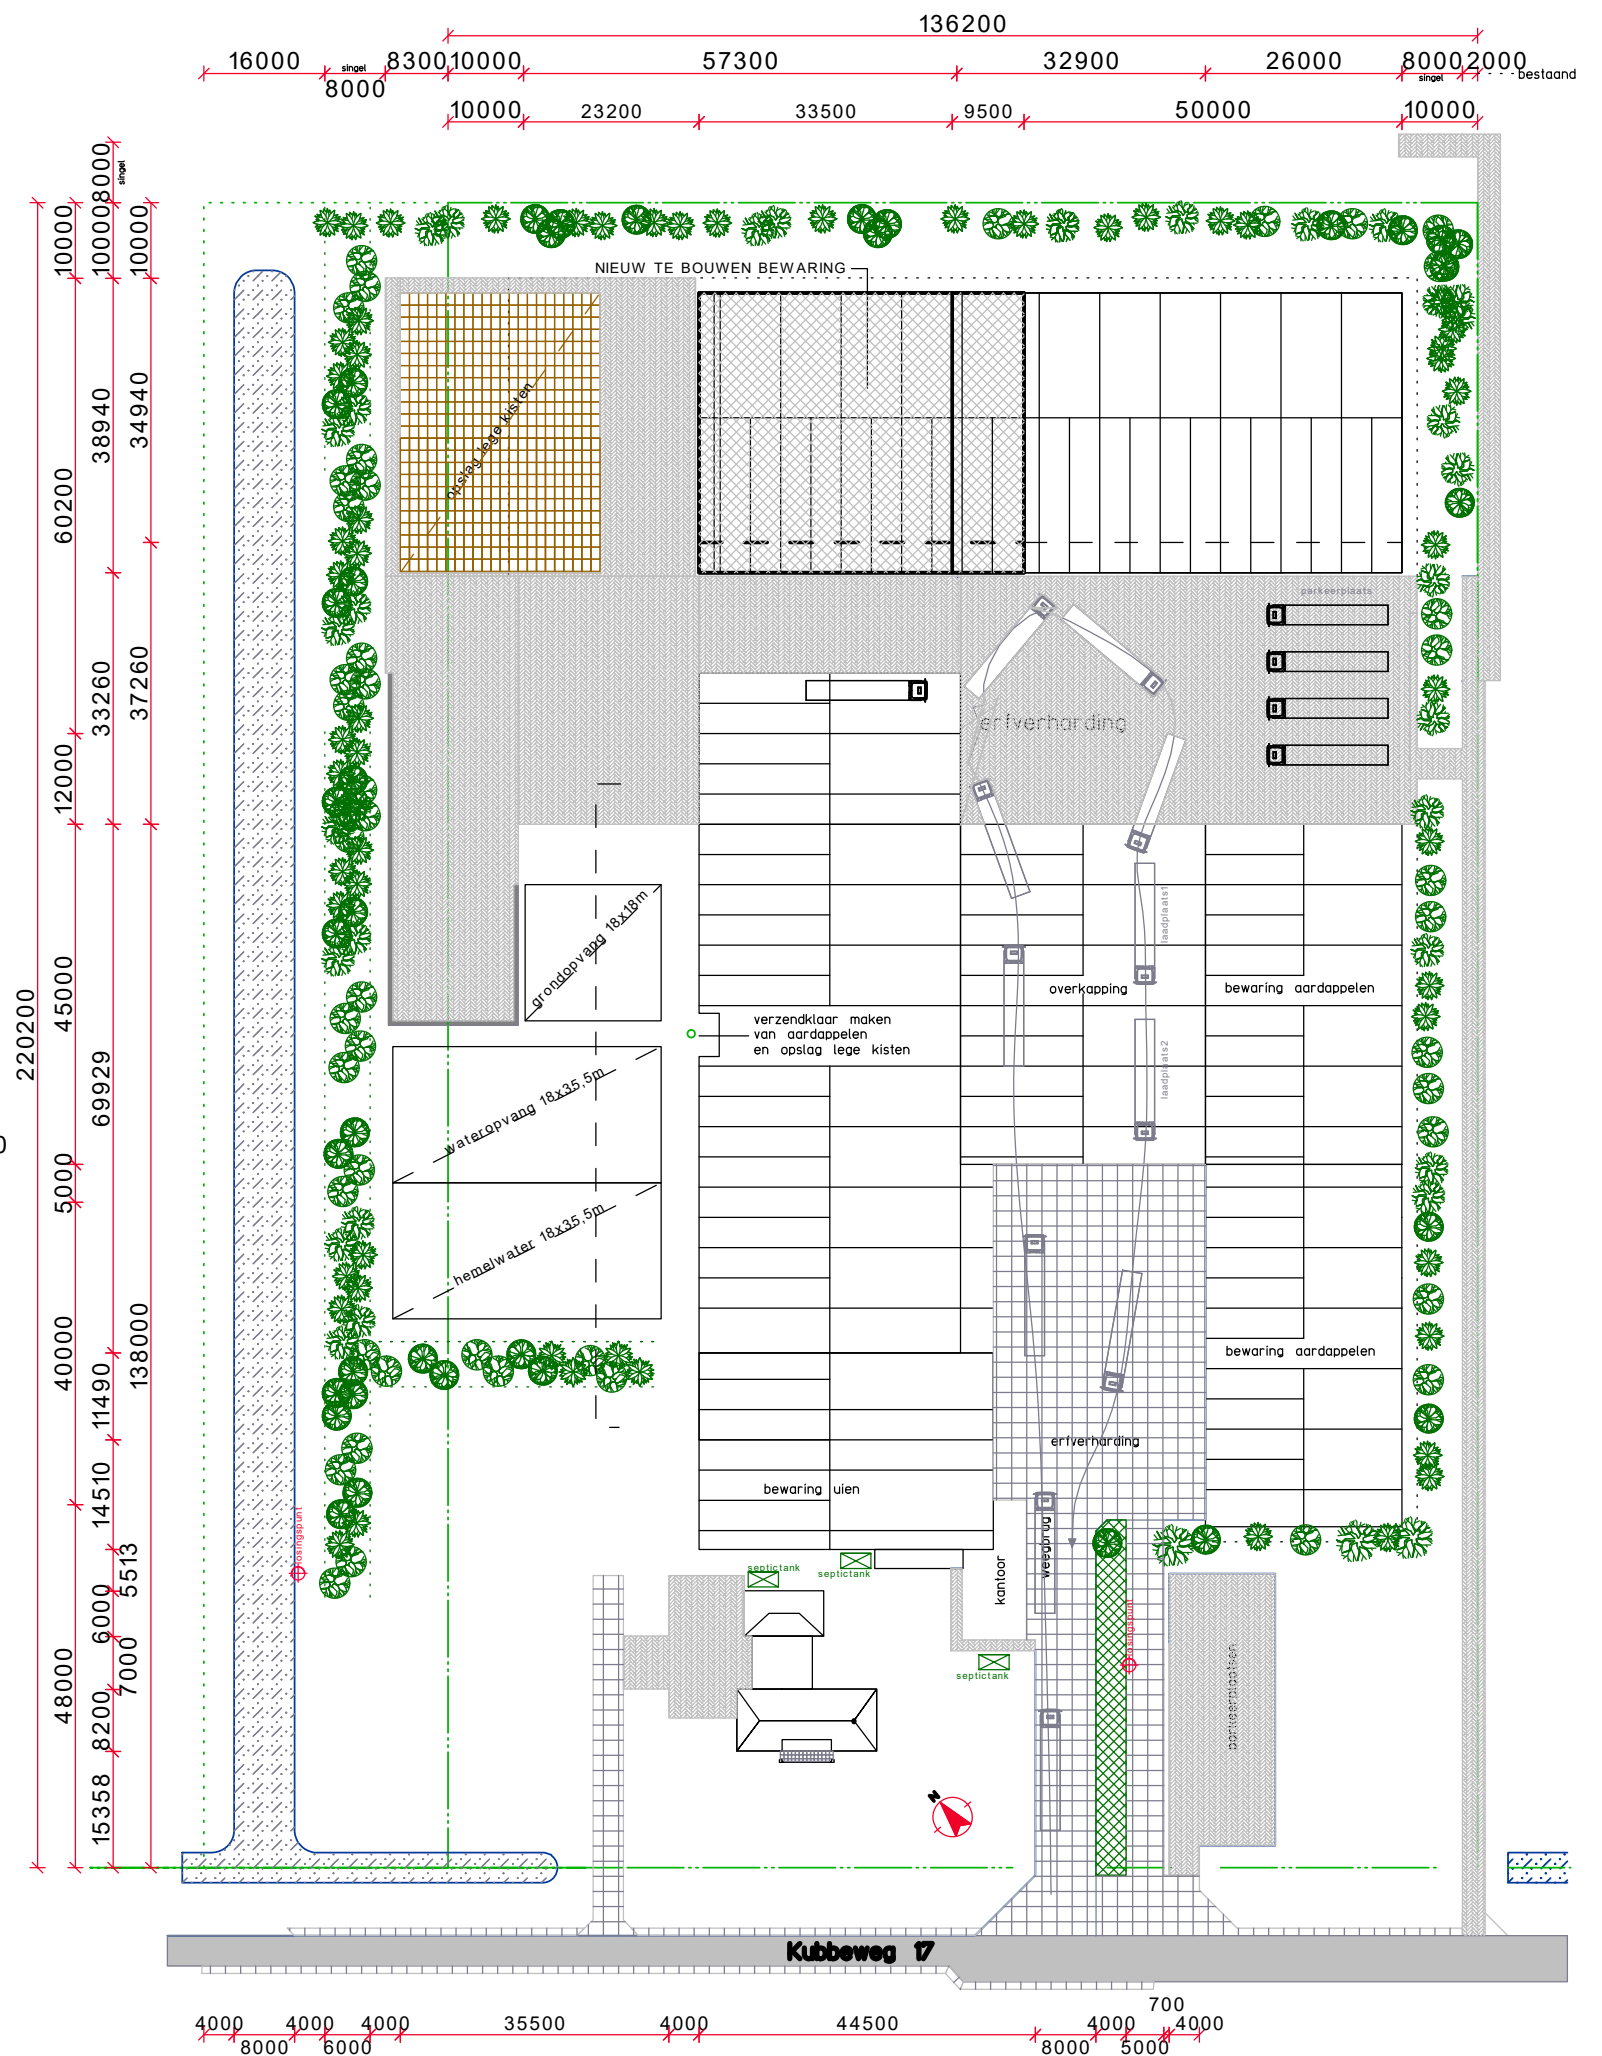 136200
16000
singel
8000
8300
10000
57300
32900
26000
8000
singel
2000
bestaand
10000
23200
33500
9500
50000
10000
8000
singel
10000
10000
10000
NIEUW TE BOUWEN BEWARING
38940
34940
60200
opslag lege kisten
parkeerplaats
33260
37260
erfverharding
12000
grondopvang 18x18m
laadplaats1
overkapping
bewaring aardappelen
45000
220200
verzendklaar maken
van aardappelen
en opslag lege kisten
laadplaats2
69929
wateropvang 18x35,5m
0
5000
hemelwater 18x35,5m
40000
138000
11490
bewaring aardappelen
erfverharding
14510
bewaring uien
weegbrug
kantoor
septictank
septictank
5513
6000
septictank
7000
48000
8200
parkeerplaatsen
15358
N
Kubbeweg 17
700
4000
8000
4000
6000
4000
35500
4000
44500
8000
4000
5000
4000